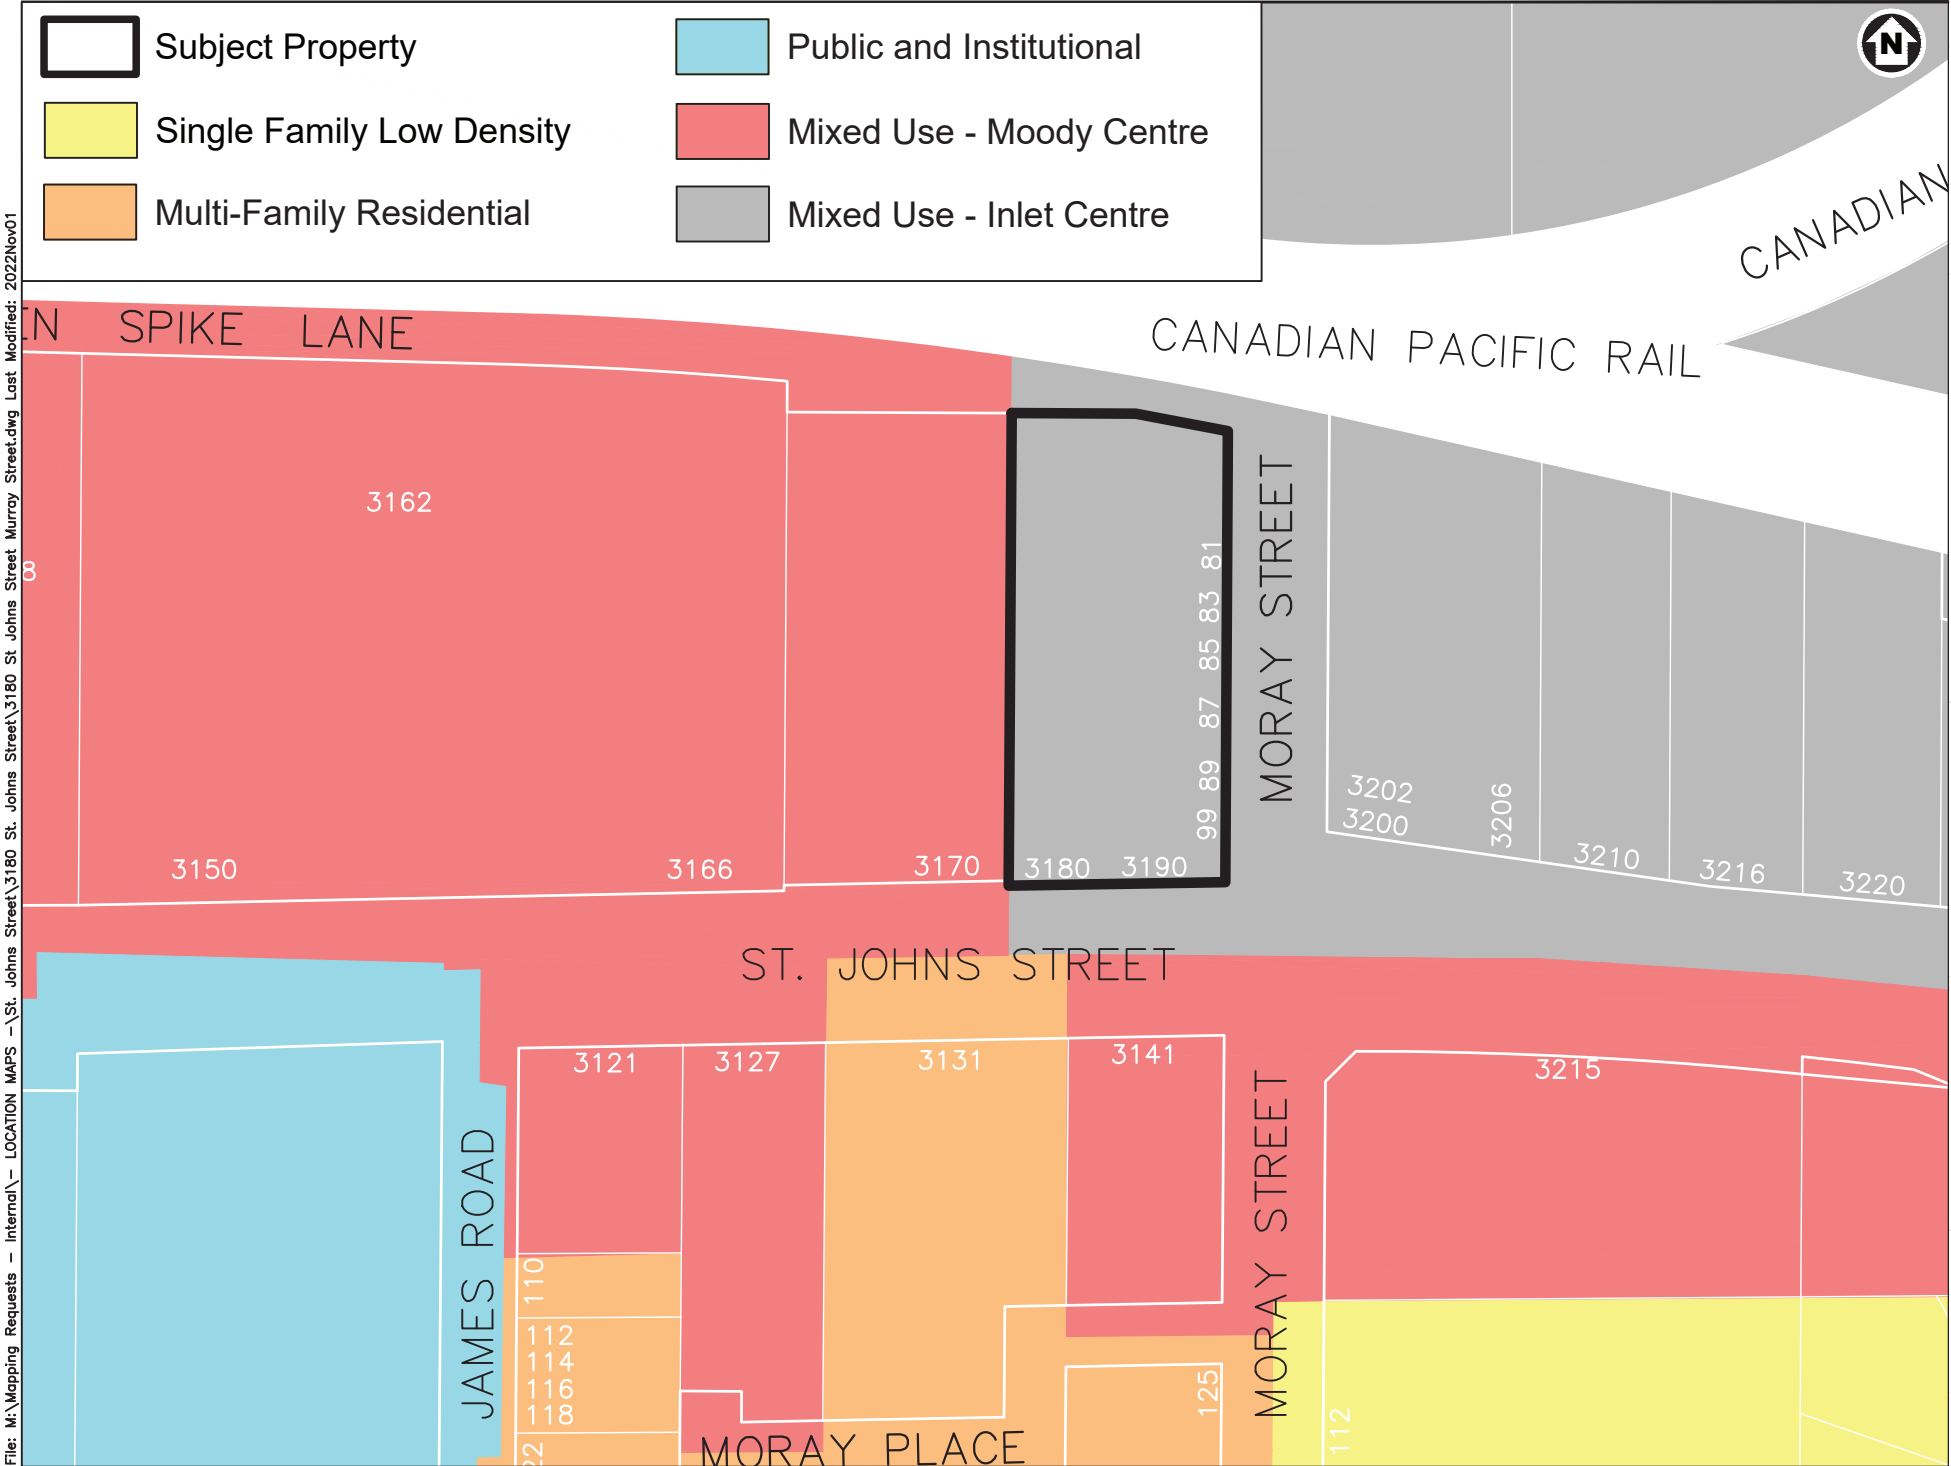 Subject Property
Single Family Low Density
Multi-Family Residential
Public and Institutional
Mixed Use - Moody Centre
Mixed Use - Inlet Centre
N
CANADIAN
CANADIAN PACIFIC RAIL
N SPIKE LANE
3162
8
3150
3166
3170
3180
3190
81
83
85
87
89
99
MORAY STREET
3202
3200
3206
3210
3216
3220
ST. JOHNS STREET
3121
3127
3131
3141
3215
JAMES ROAD
110
112
114
116
118
22
MORAY PLACE
125
MORAY STREET
112
File: M:\Mapping Requests - Internal\- LOCATION MAPS -\St. Johns Street\3180 St. Johns Street\3180 St Johns Street Murray Street.dwg Last Modified: 2022Nov01